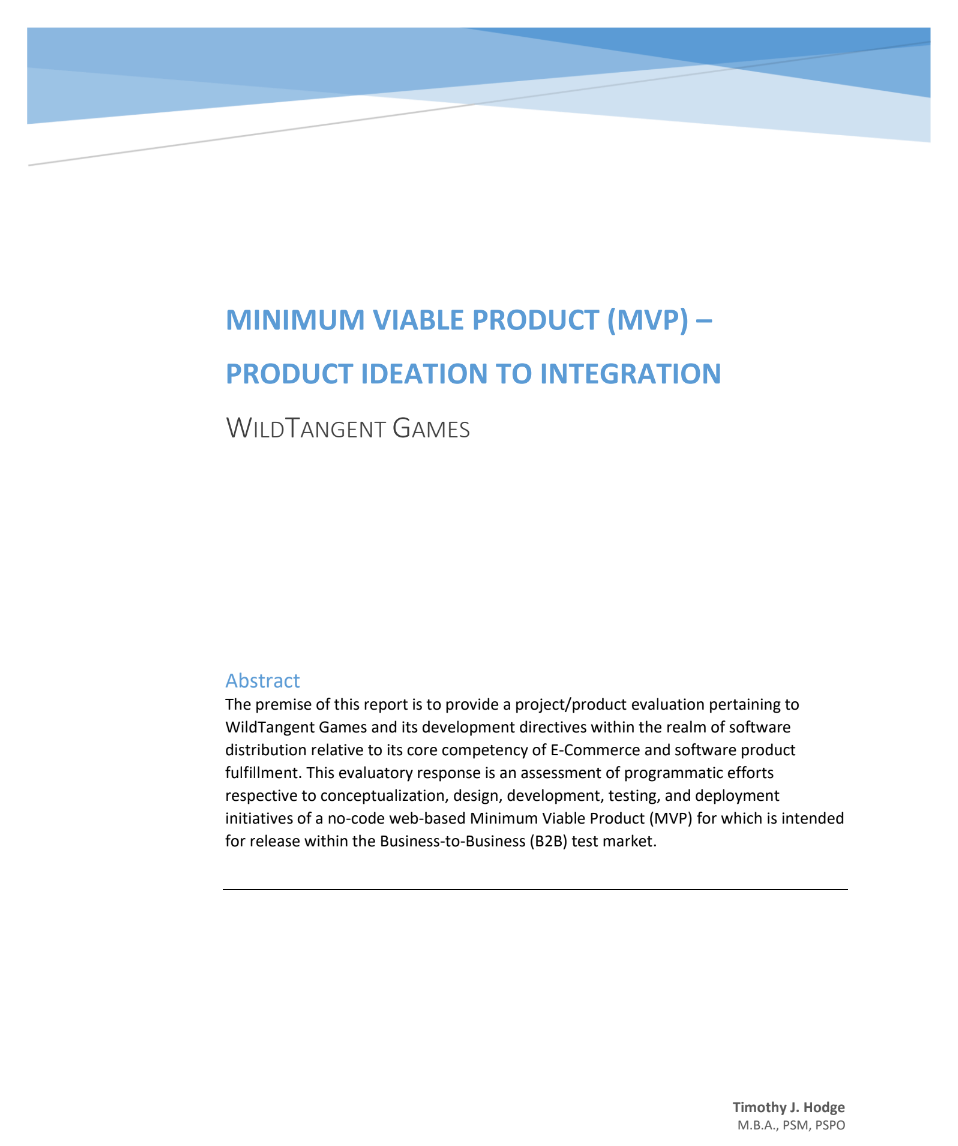 MINIMUM VIABLE PRODUCT (MVP) –
PRODUCT IDEATION TO INTEGRATION
WILDTANGENT GAMES
Abstract
The premise of this report is to provide a project/product evaluation pertaining to
WildTangent Games and its development directives within the realm of software
distribution relative to its core competency of E-Commerce and software product
fulfillment. This evaluatory response is an assessment of programmatic efforts
respective to conceptualization, design, development, testing, and deployment
initiatives of a no-code web-based Minimum Viable Product (MVP) for which is intended
for release within the Business-to-Business (B2B) test market.
Timothy J. Hodge
M.B.A., PSM, PSPO